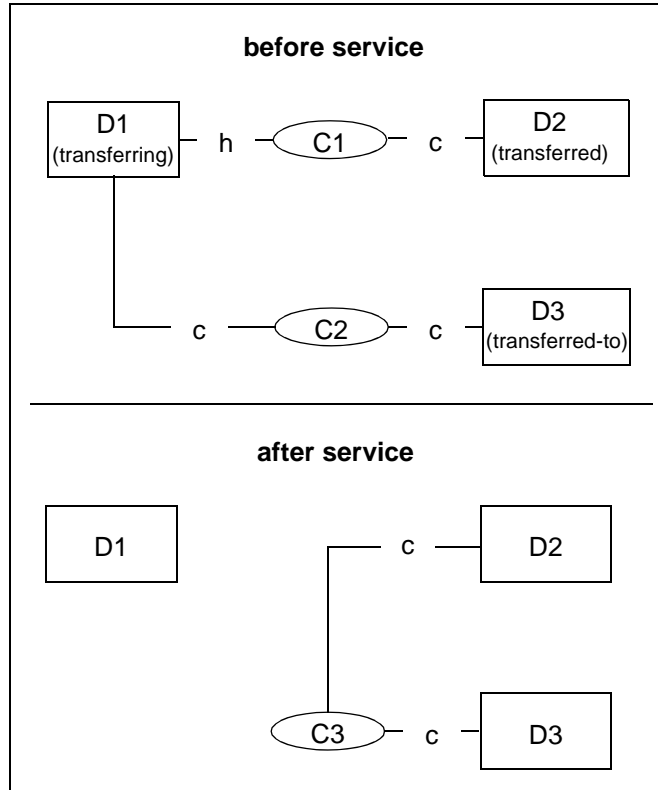 before service
D1
(transferring)
h
C1
c
D2
(transferred)
c
C2
c
D3
(transferred-to)
after service
D1
c
D2
C3
c
D3